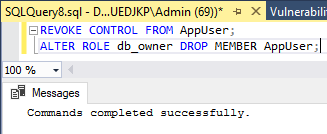 SQLQuery8.sql - D...UEDJKP\Admin (69))*
Vulnerabilit
REVOKE CONTROL FROM AppUser;
ALTER ROLE db_owner DROP MEMBER AppUser;
100 %
Messages
Commands completed successfully.